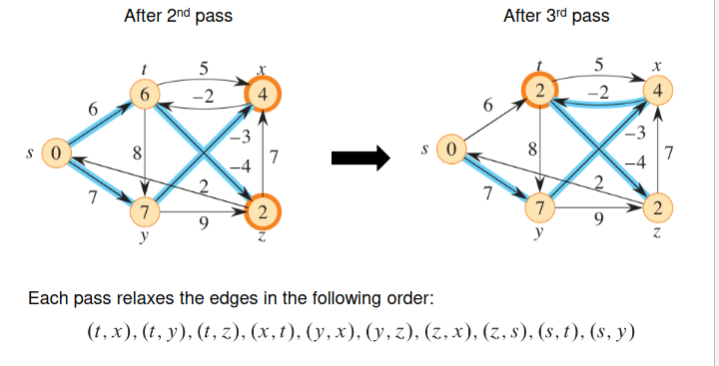 After 2nd pass
After 3rd pass
t
5
x
6
−2
4
6
−3
s
0
8
−4
7
7
2
7
9
2
y
z
t
5
x
2
−2
4
6
−3
s
0
8
−4
7
7
2
7
9
2
y
z
Each pass relaxes the edges in the following order:
(t, x), (t, y), (t, z), (x, t), (y, x), (y, z), (z, x), (z, s), (s, t), (s, y)